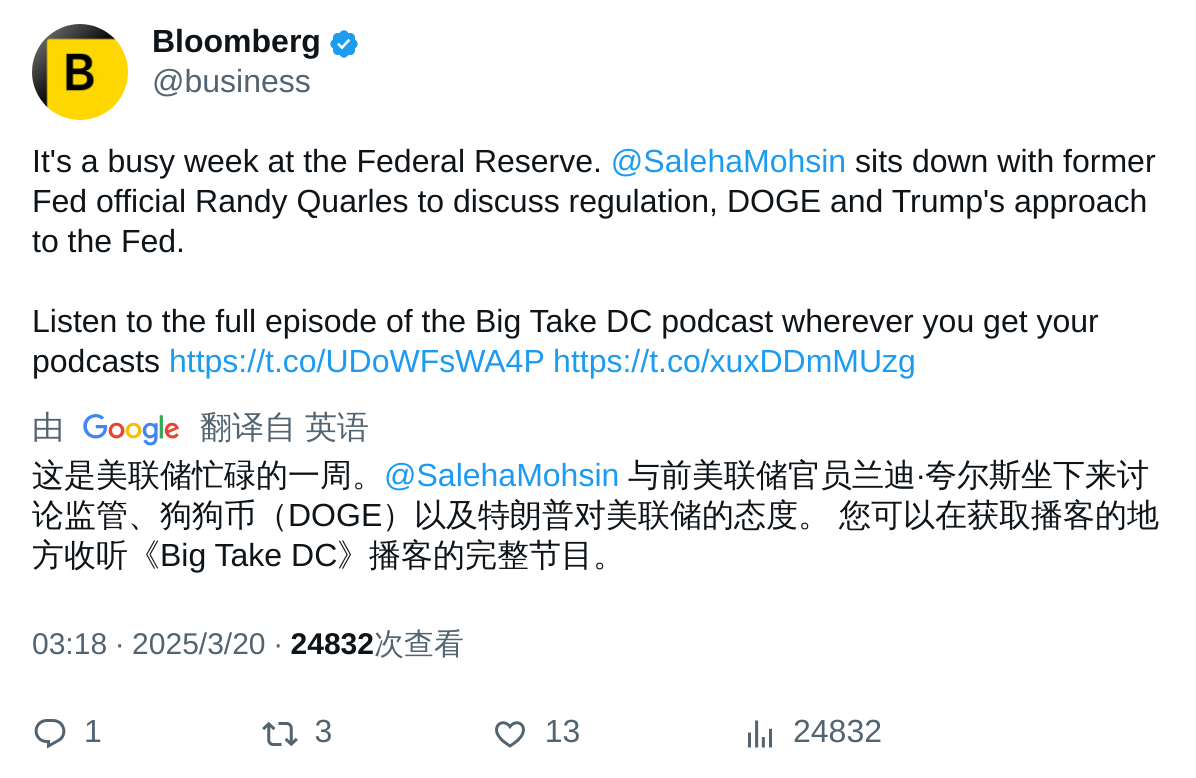 B
Bloomberg
@business
It's a busy week at the Federal Reserve. @SalehaMohsin sits down with former
Fed official Randy Quarles to discuss regulation, DOGE and Trump's approach
to the Fed.
Listen to the full episode of the Big Take DC podcast wherever you get your
podcasts https://t.co/UDoWFsWA4P https://t.co/xuxDDmMUzg
由 Google 翻译自 英语
这是美联储忙碌的一周。@SalehaMohsin 与前美联储官员兰迪·夸尔斯坐下来讨
论监管、狗狗币（DOGE）以及特朗普对美联储的态度。 您可以在获取播客的地
方收听《Big Take DC》播客的完整节目。
03:18 · 2025/3/20 · 24832次查看
1 3 13 24832